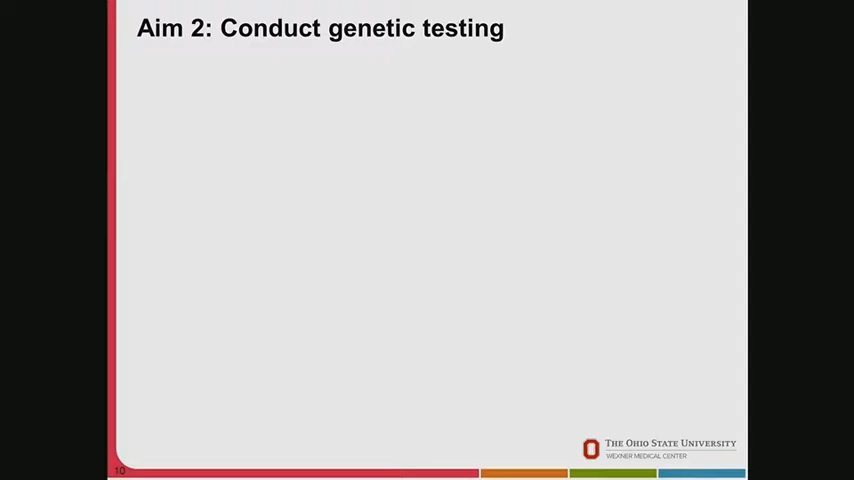 Aim 2: Conduct genetic testing
THE OHIO STATE UNIVERSITY
WEXNER MEDICAL CENTER
10